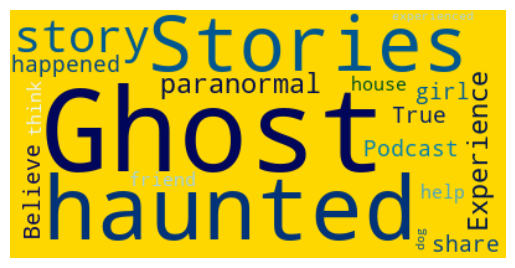 experienced
story
Stories
happened
paranormal
house
girl
think
Ghost
True
Experience
Believe
Podcast
friend
haunted
help
dog
share